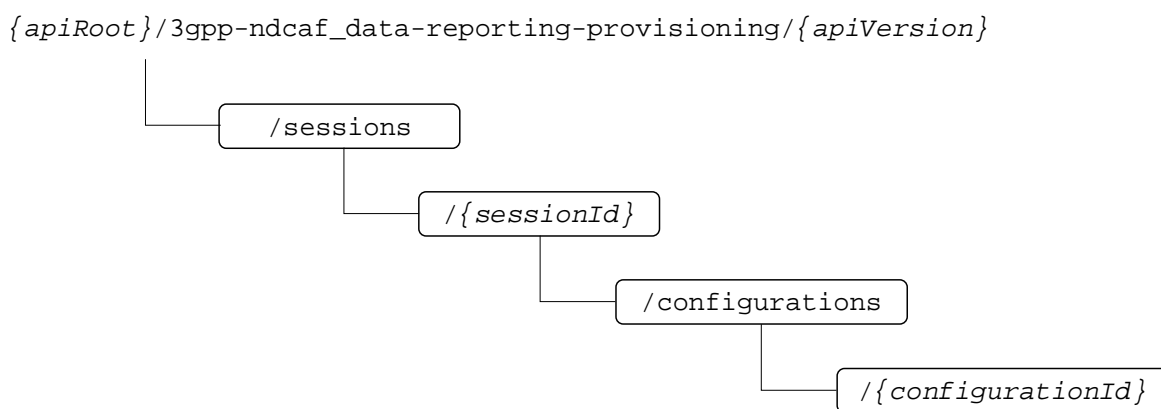 {apiRoot}/3gpp-ndcaf_data-reporting-provisioning/{apiVersion}
/sessions
/{sessionId}
/configurations
/{configurationId}